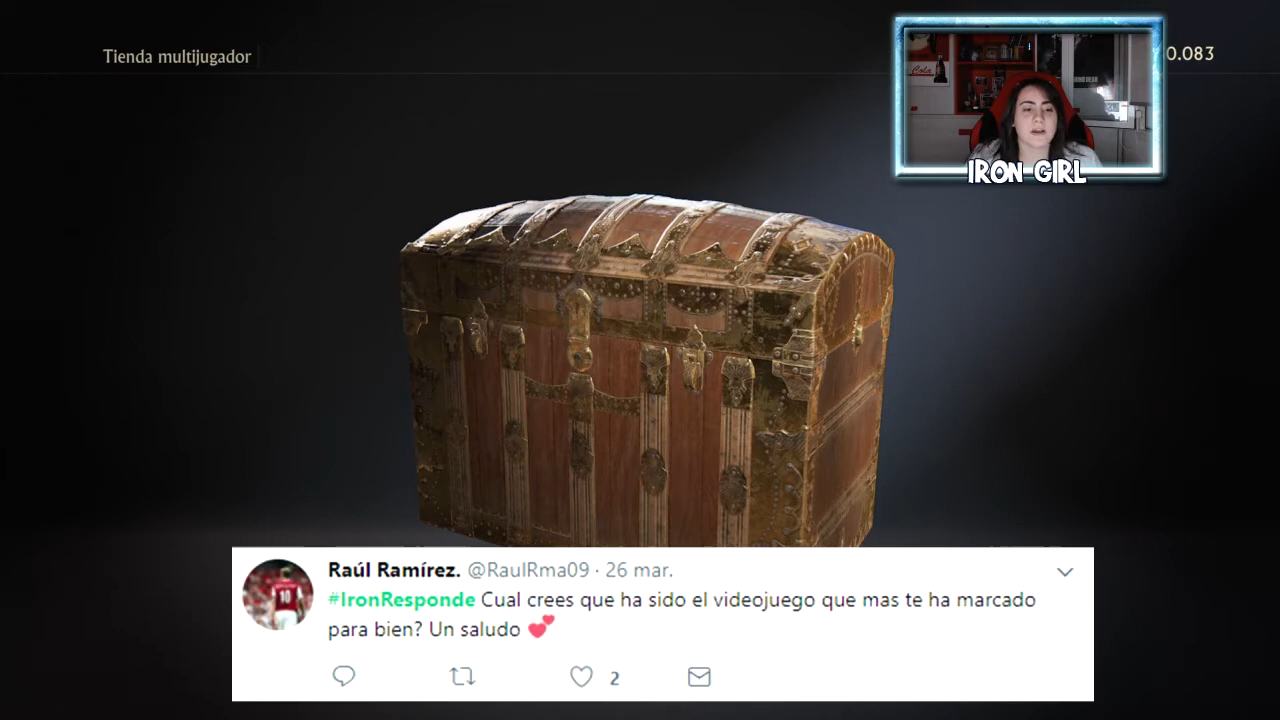 Tienda multijugador
0.083
Cola
IRON GIRL
Raúl Ramírez. @RaulRma09 · 26 mar.
#IronResponde Cual crees que ha sido el videojuego que mas te ha marcado
para bien? Un saludo 💕
2